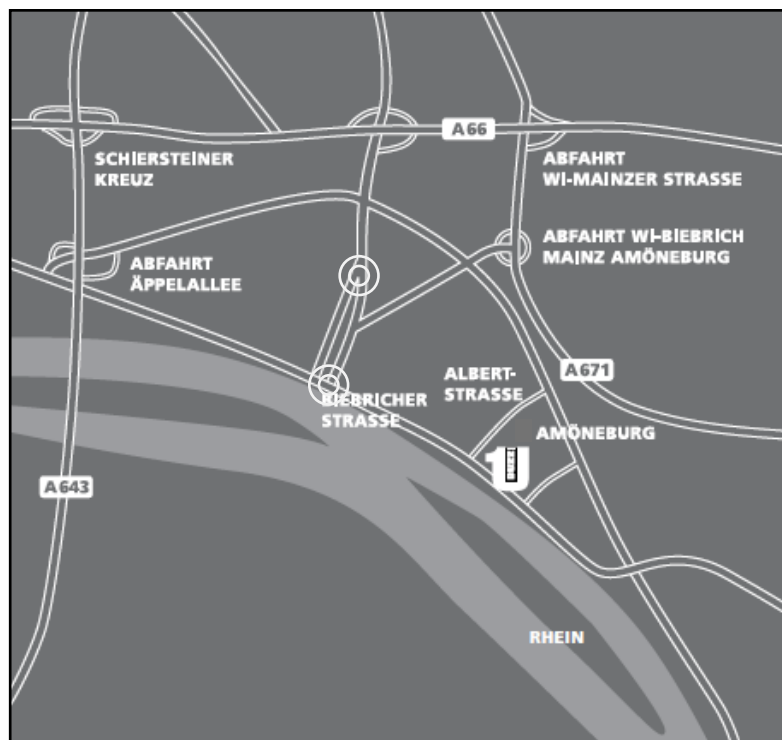 A66
SCHIERSTEINER
KREUZ
ABFAHRT
WI-MAINZER STRASSE
ABFAHRT WI-BIEBRICH
MAINZ AMÖNEBURG
ABFAHRT
ÄPPELALLEE
ALBERT-
STRASSE
A671
BIEBRICHER
STRASSE
AMÖNEBURG
A643
RHEIN